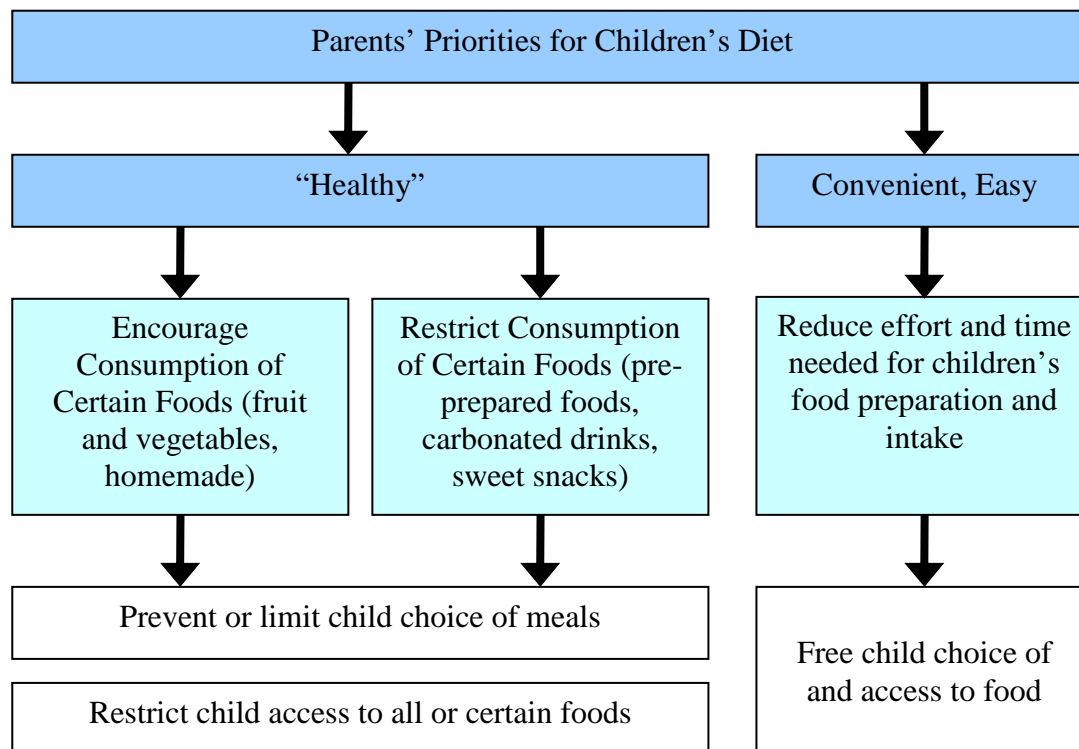 Parents’ Priorities for Children’s Diet
“Healthy”
Convenient, Easy
Encourage
Consumption of
Certain Foods (fruit
and vegetables,
homemade)
Restrict Consumption
of Certain Foods (pre-
prepared foods,
carbonated drinks,
sweet snacks)
Reduce effort and time
needed for children’s
food preparation and
intake
Prevent or limit child choice of meals
Restrict child access to all or certain foods
Free child choice of
and access to food